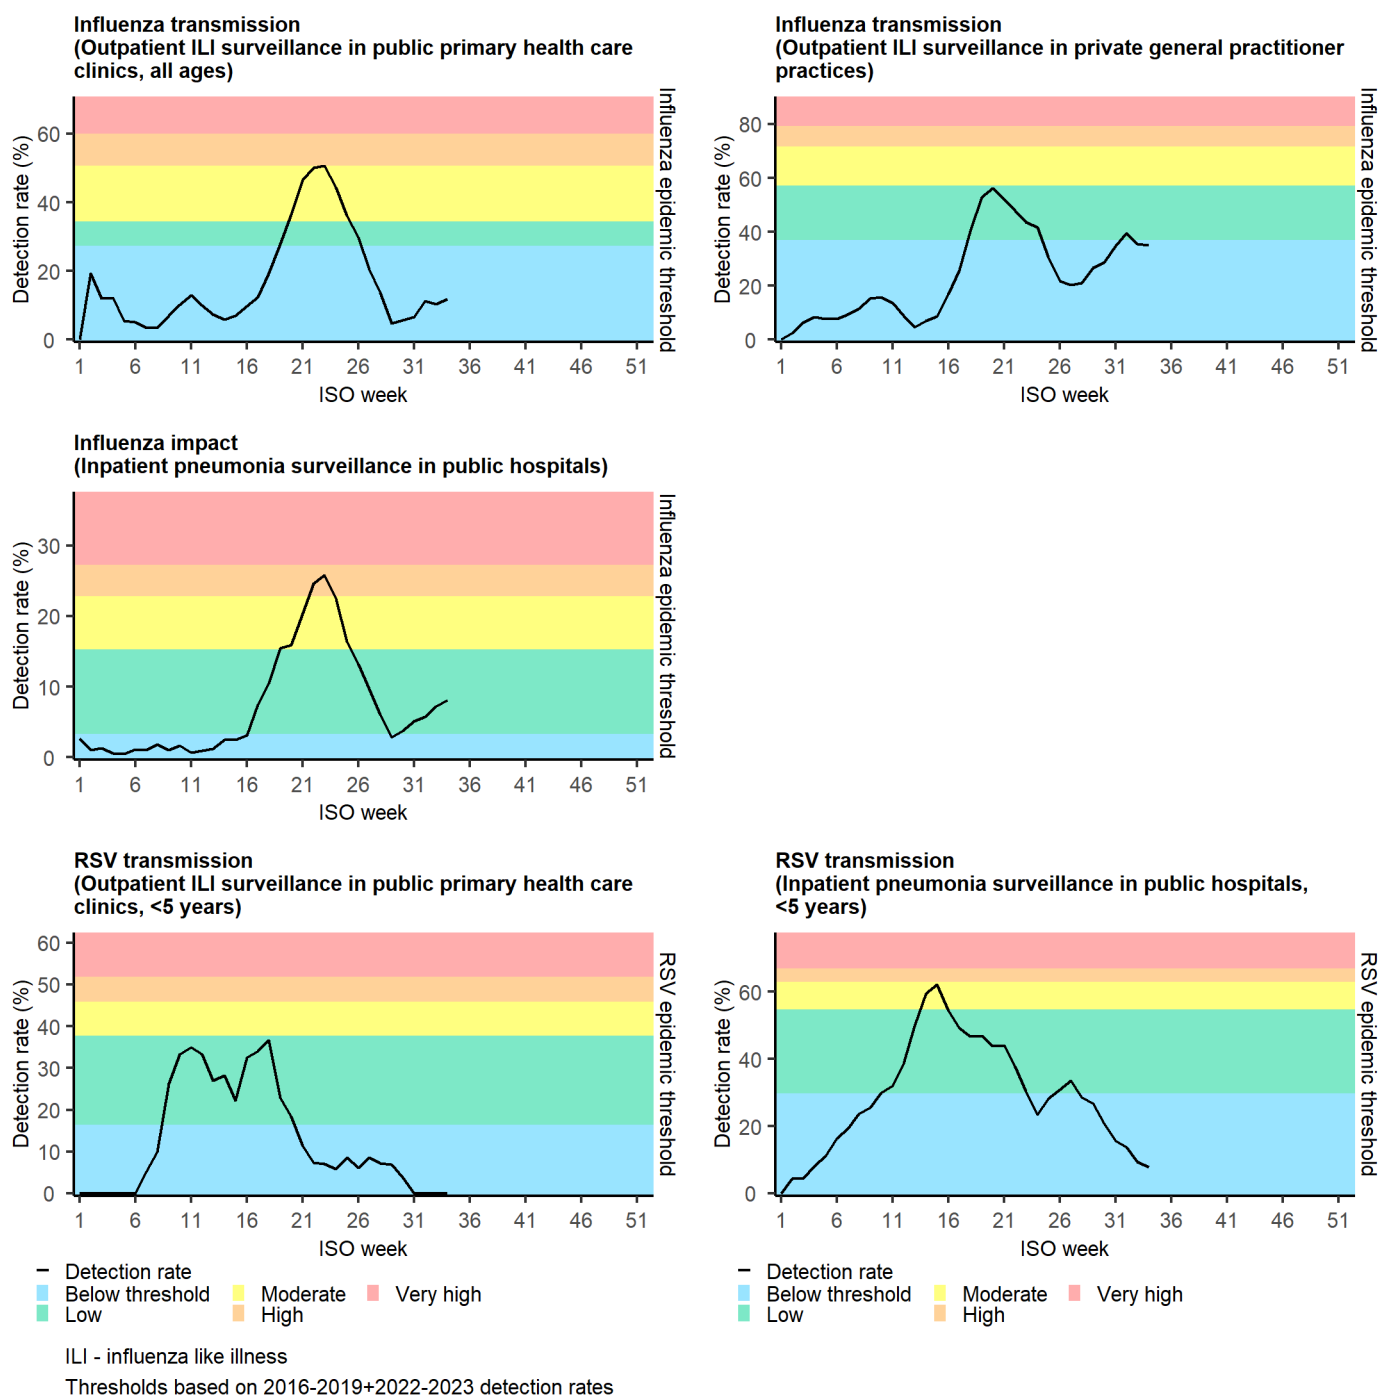 Influenza transmission
(Outpatient ILI surveillance in public primary health care
clinics, all ages)
Detection rate (%)
60
40
20
0
1 6 11 16 21 26 31 36 41 46 51
ISO week
Influenza epidemic threshold
Influenza transmission
(Outpatient ILI surveillance in private general practitioner
practices)
Detection rate (%)
80
60
40
20
0
1 6 11 16 21 26 31 36 41 46 51
ISO week
Influenza epidemic threshold
Influenza impact
(Inpatient pneumonia surveillance in public hospitals)
Detection rate (%)
30
20
10
0
1 6 11 16 21 26 31 36 41 46 51
ISO week
Influenza epidemic threshold
RSV transmission
(Outpatient ILI surveillance in public primary health care
clinics, <5 years)
Detection rate (%)
60
50
40
30
20
10
0
1 6 11 16 21 26 31 36 41 46 51
ISO week
RSV epidemic threshold
Detection rate
Below threshold Moderate Very high
Low High
RSV transmission
(Inpatient pneumonia surveillance in public hospitals,
<5 years)
Detection rate (%)
60
40
20
0
1 6 11 16 21 26 31 36 41 46 51
ISO week
RSV epidemic threshold
Detection rate
Below threshold Moderate Very high
Low High
ILI - influenza like illness
Thresholds based on 2016-2019+2022-2023 detection rates